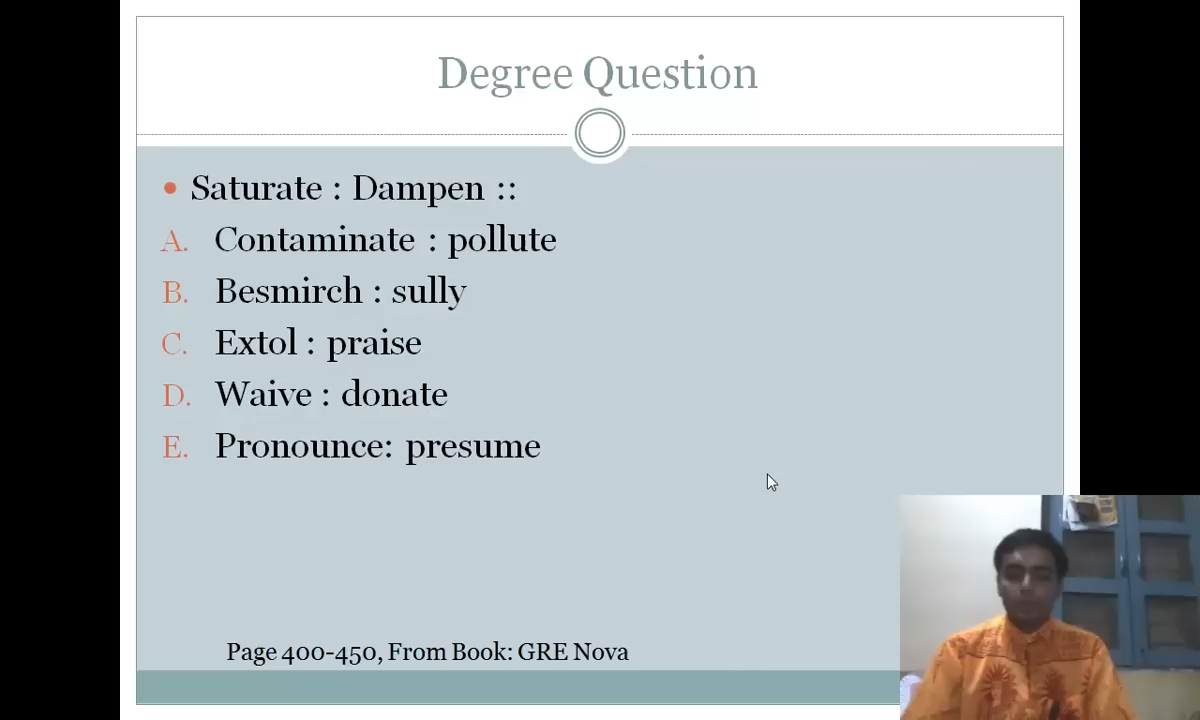 Degree Question
• Saturate : Dampen ::
A. Contaminate : pollute
B. Besmirch : sully
C. Extol : praise
D. Waive : donate
E. Pronounce: presume
Page 400-450, From Book: GRE Nova